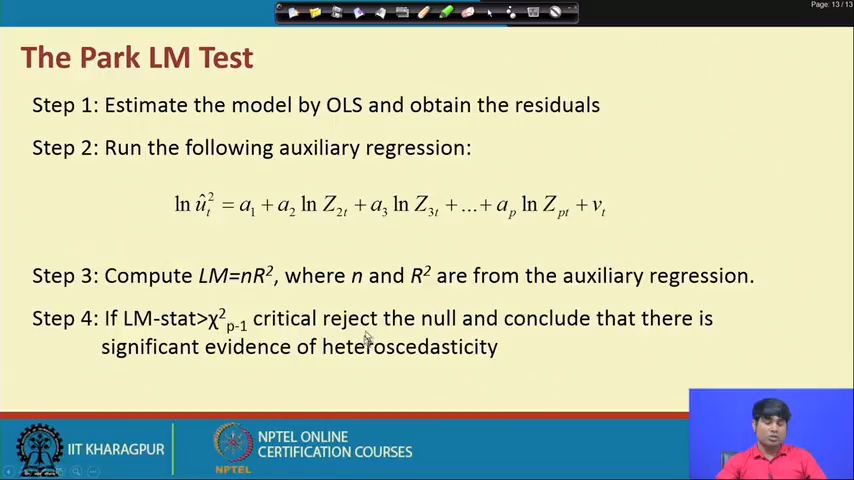 Page: 13 / 13
The Park LM Test
Step 1: Estimate the model by OLS and obtain the residuals
Step 2: Run the following auxiliary regression:
ln û²ₜ = a₁ + a₂ ln Z₂ₜ + a₃ ln Z₃ₜ + ... + aₚ ln Zₚₜ + vₜ
Step 3: Compute LM=nR², where n and R² are from the auxiliary regression.
Step 4: If LM-stat>χ²p-1 critical reject the null and conclude that there is
significant evidence of heteroscedasticity
IIT KHARAGPUR
NPTEL
NPTEL ONLINE
CERTIFICATION COURSES